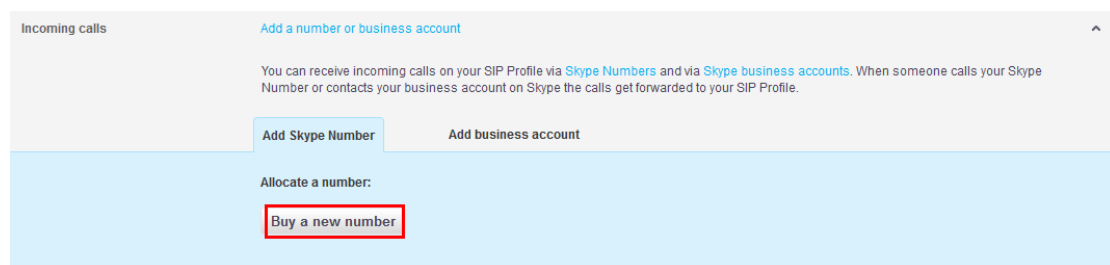 Incoming calls
Add a number or business account
You can receive incoming calls on your SIP Profile via Skype Numbers and via Skype business accounts. When someone calls your Skype
Number or contacts your business account on Skype the calls get forwarded to your SIP Profile.
Add Skype Number
Add business account
Allocate a number:
Buy a new number